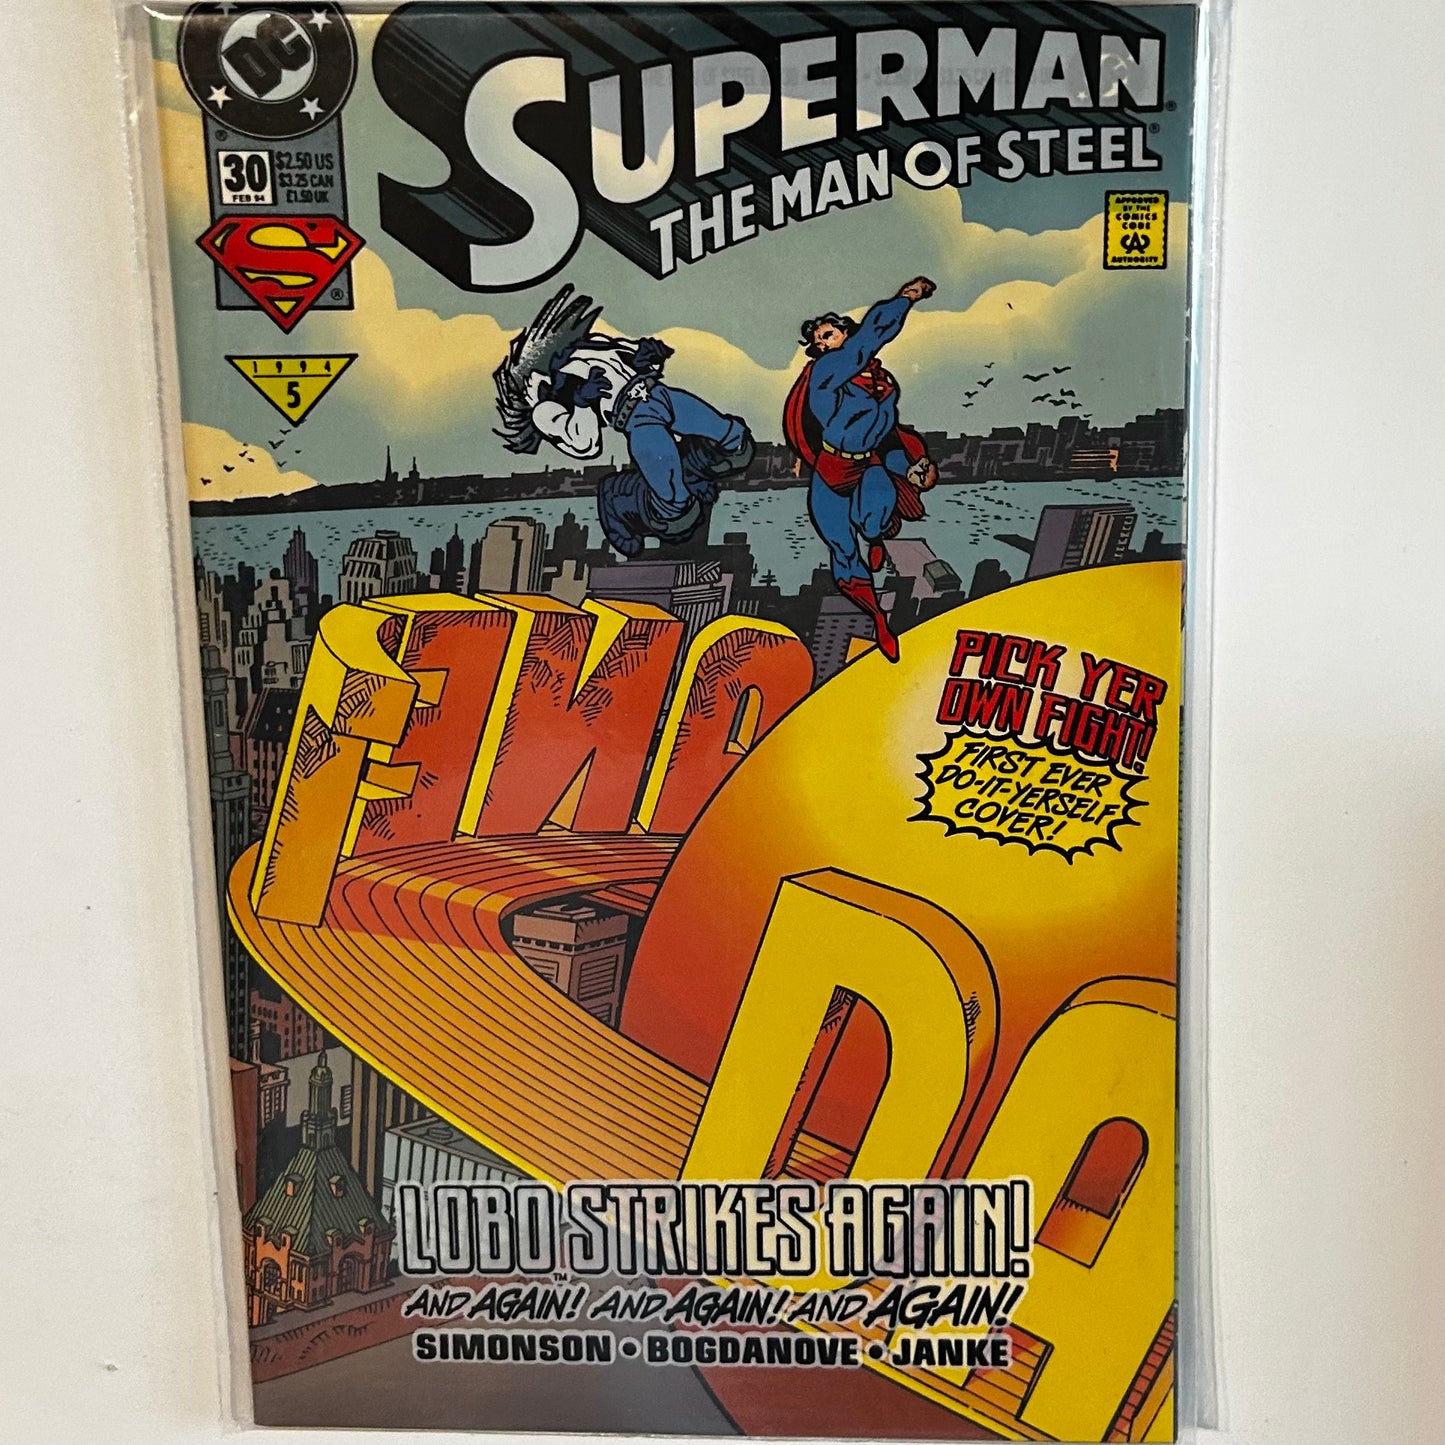 DC
®
30
FEB 94
$2.50 US
$3.25 CAN
£1.50 UK
SUPERMAN®
THE MAN OF STEEL®
APPROVED
BY THE
COMICS
CODE
CA
AUTHORITY
S
®
1994
5
PICK YER
OWN FIGHT!
FIRST EVER
DO-IT-YERSELF
COVER!
DA
LOBO STRIKES AGAIN!
™
AND AGAIN! AND AGAIN! AND AGAIN!
SIMONSON • BOGDANOVE • JANKE